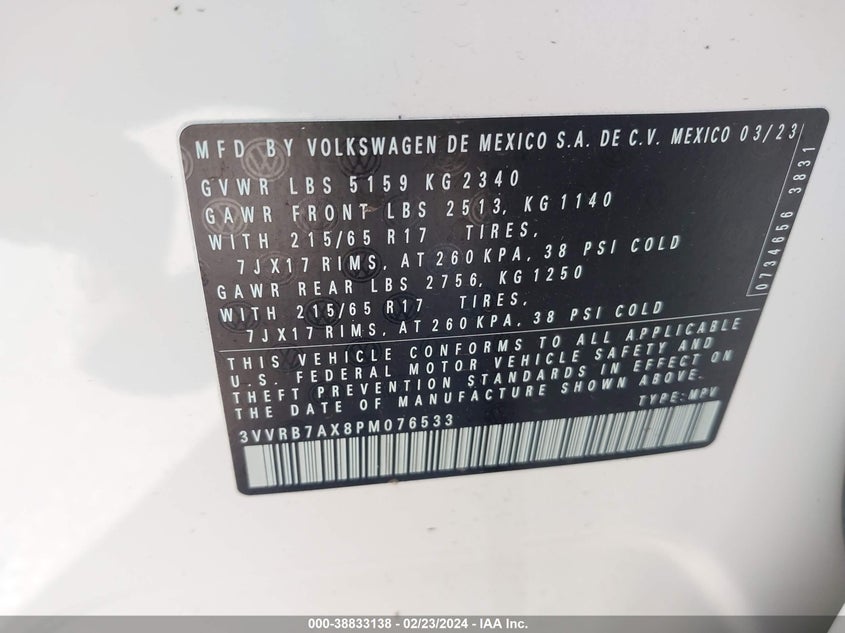 MFD BY VOLKSWAGEN DE MEXICO S.A. DE C.V. MEXICO 03/23
GVWR LBS 5159 KG 2340
GAWR FRONT LBS 2513, KG 1140
WITH 215/65 R17 TIRES,
7JX17 RIMS, AT 260 KPA, 38 PSI COLD
GAWR REAR LBS 2756, KG 1250
WITH 215/65 R17 TIRES,
7JX17 RIMS, AT 260 KPA, 38 PSI COLD
THIS VEHICLE CONFORMS TO ALL APPLICABLE
U.S. FEDERAL MOTOR VEHICLE SAFETY AND
THEFT PREVENTION STANDARDS IN EFFECT ON
THE DATE OF MANUFACTURE SHOWN ABOVE.
3VVRB7AX8PM076533 TYPE: MPV
0734656 3831
000-38833138 - 02/23/2024 - IAA Inc.